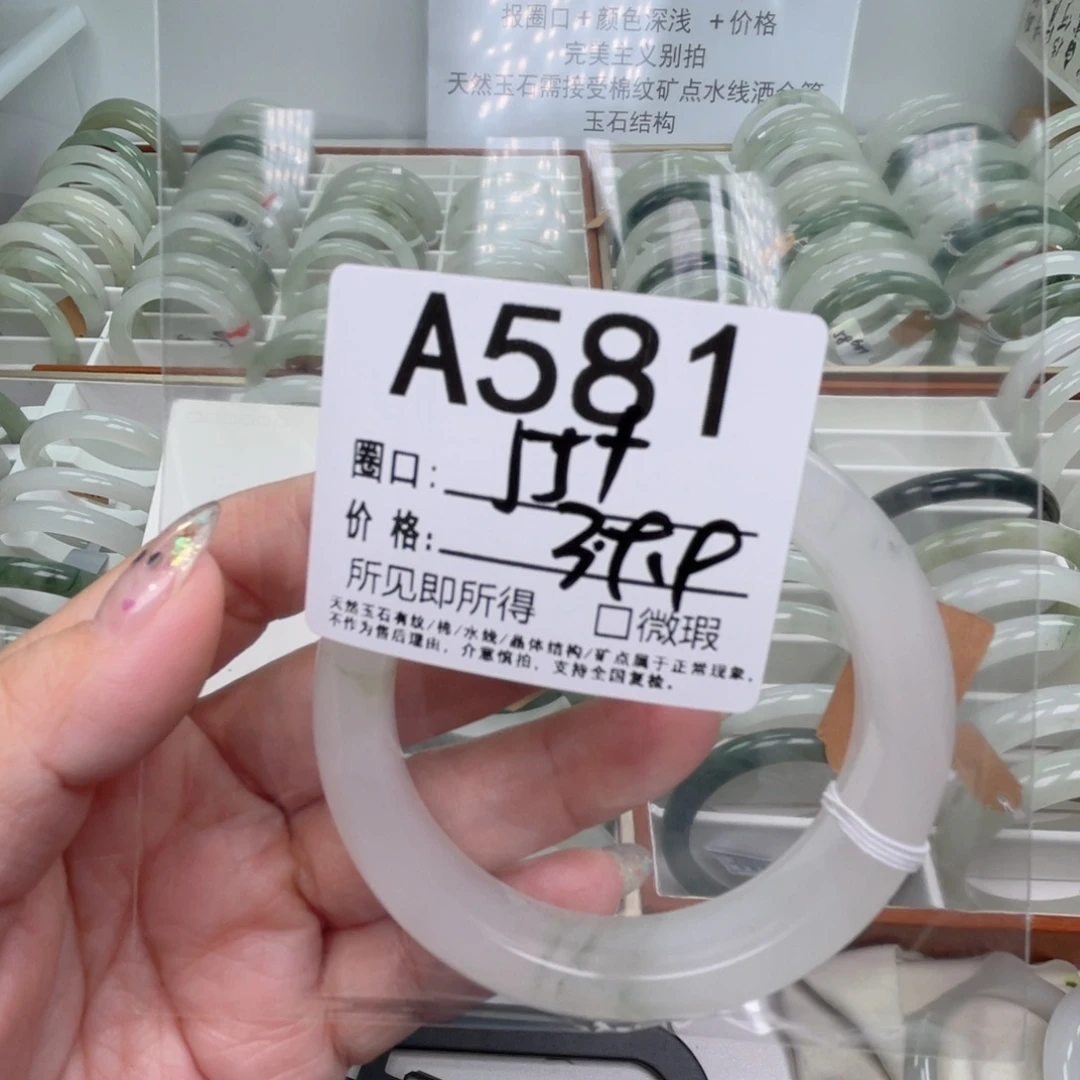 报圈口+颜色深浅 +价格
完美主义别拍
天然玉石需接受棉纹矿点水线洒金等
玉石结构
A581
圈口:
价格:
所见即所得 口微瑕
天然玉石有纹/棉/水线/晶体结构/矿点属于正常现象,
不作为售后理由,介意慎拍,支持全国复检。